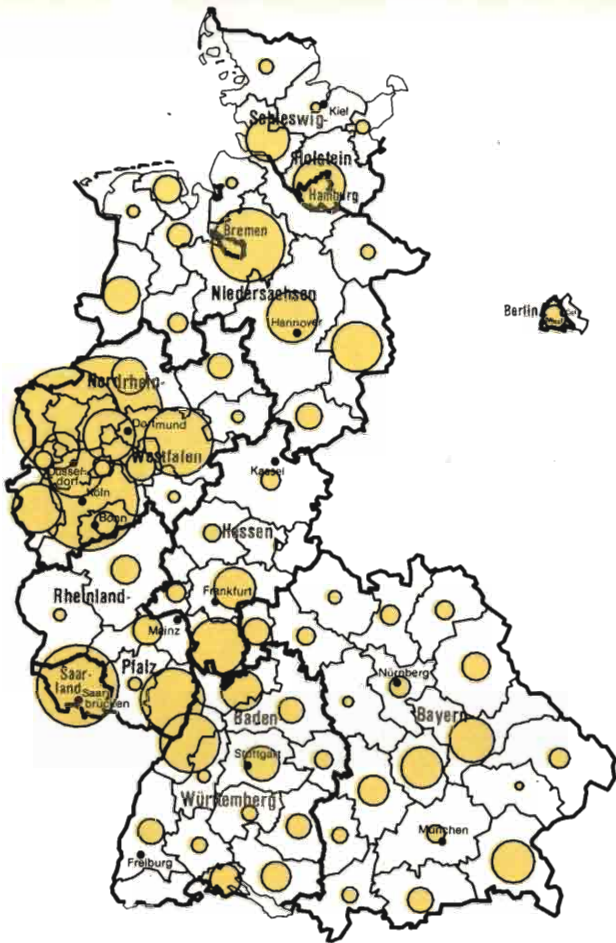 Kiel
Schleswig-
Holstein
Hamburg
Bremen
Niedersachsen
Hannover
Berlin
Nordrhein-
Dortmund
Westfalen
Düssel-
dorf
Köln
Bonn
Kassel
Hessen
Rheinland-
Frankfurt
Mainz
Pfalz
Saar-
land
Saar-
brücken
Nürnberg
Bayern
Baden
Stuttgart
Württemberg
München
Freiburg